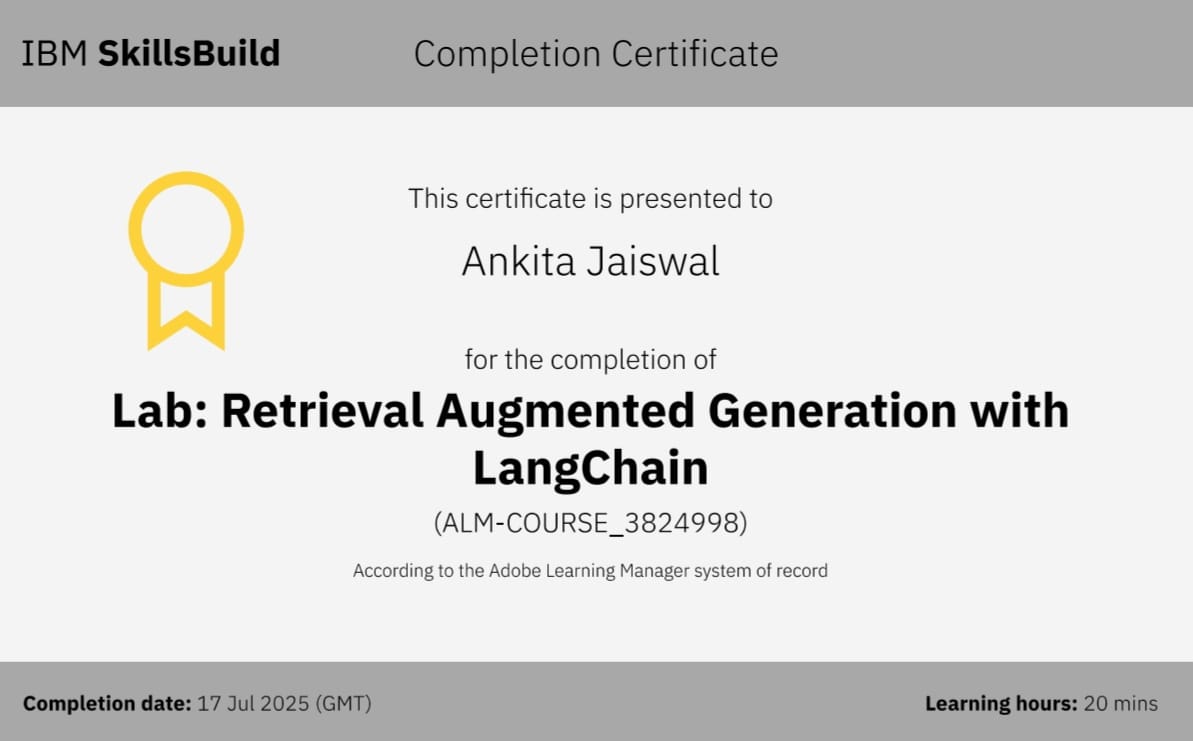 IBM SkillsBuild
Completion Certificate
This certificate is presented to
Ankita Jaiswal
for the completion of
Lab: Retrieval Augmented Generation with
LangChain
(ALM-COURSE_3824998)
According to the Adobe Learning Manager system of record
Completion date: 17 Jul 2025 (GMT)
Learning hours: 20 mins